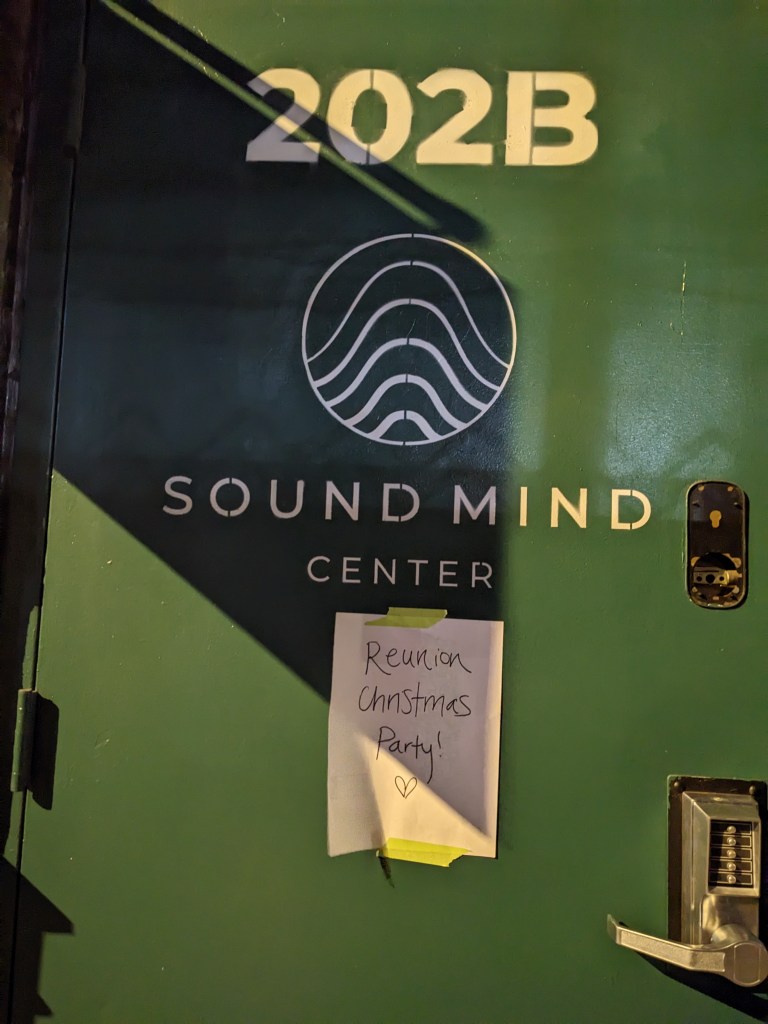 202B
SOUND MIND
CENTER
Reunion
Christmas
Party!